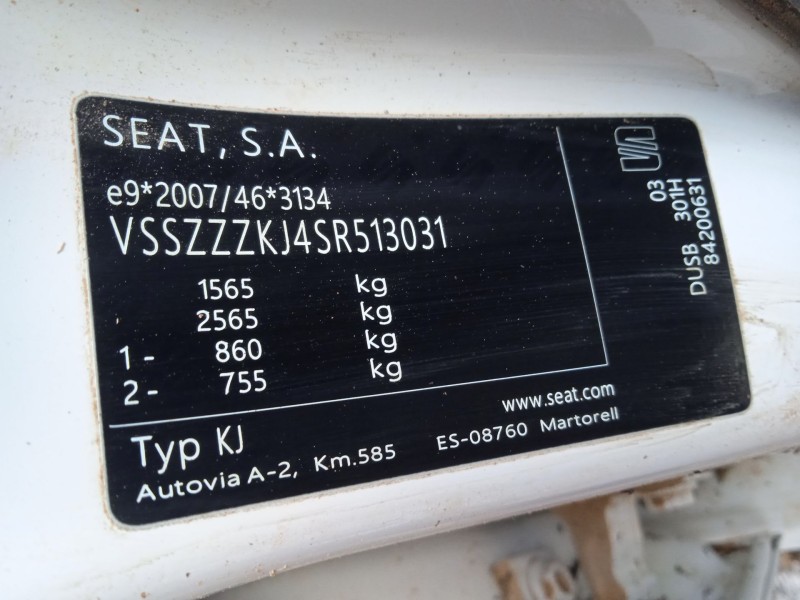 SEAT, S.A.
e9*2007/46*3134
VSSZZZKJ4SR513031
1565 kg
2565 kg
1 - 860 kg
2 - 755 kg
www.seat.com
Typ KJ
Autovia A-2, Km.585 ES-08760 Martorell
03
DUSB 301H
84200631